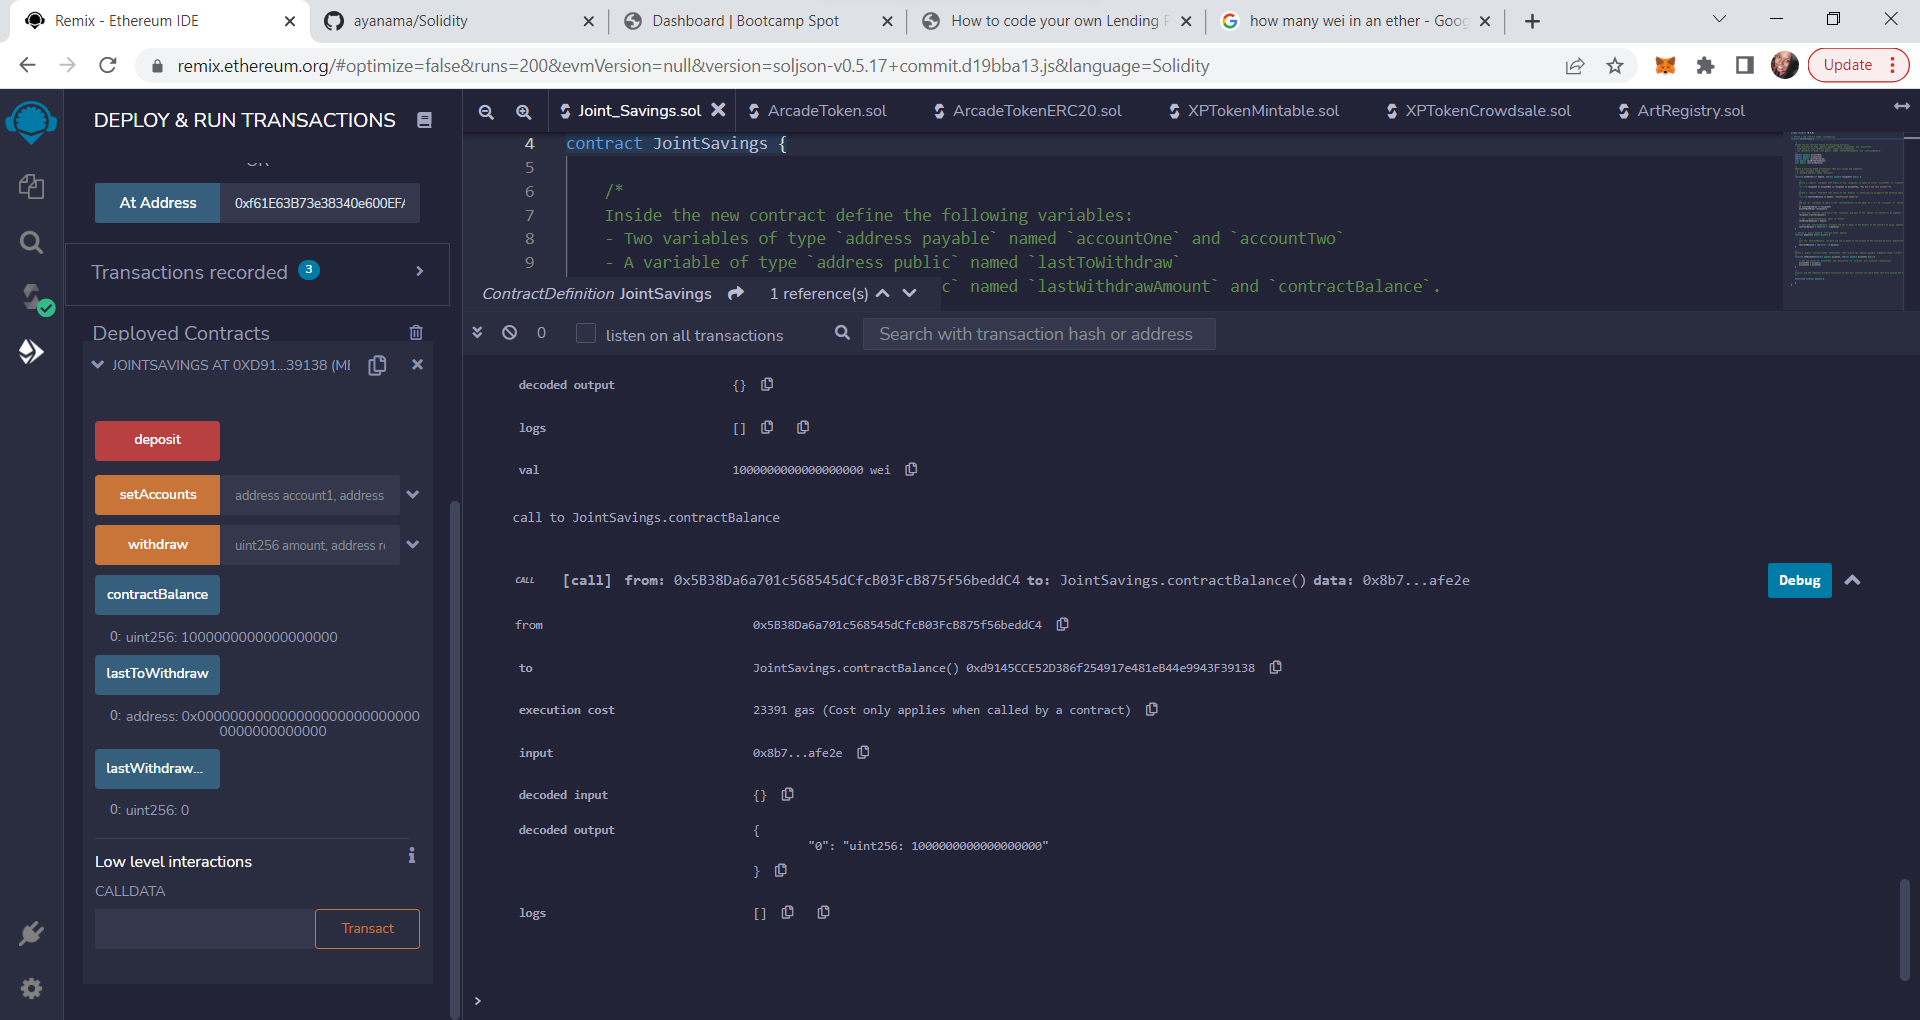 Remix - Ethereum IDE
ayanama/Solidity
Dashboard | Bootcamp Spot
How to code your own Lending P
how many wei in an ether - Goog
remix.ethereum.org/#optimize=false&runs=200&evmVersion=null&version=soljson-v0.5.17+commit.d19bba13.js&language=Solidity
Update
DEPLOY & RUN TRANSACTIONS
Joint_Savings.sol
ArcadeToken.sol
ArcadeTokenERC20.sol
XPTokenMintable.sol
XPTokenCrowdsale.sol
ArtRegistry.sol
OR
At Address
0xf61E63B73e38340e600EFA
Transactions recorded 3
Deployed Contracts
JOINTSAVINGS AT 0XD91...39138 (ME
deposit
setAccounts
address account1, address
withdraw
uint256 amount, address re
contractBalance
0: uint256: 1000000000000000000
lastToWithdraw
0: address: 0x00000000000000000000000000
00000000000000
lastWithdraw...
0: uint256: 0
Low level interactions
CALLDATA
Transact
4 contract JointSavings {
5
6 /*
7 Inside the new contract define the following variables:
8 - Two variables of type `address payable` named `accountOne` and `accountTwo`
9 - A variable of type `address public` named `lastToWithdraw`
c` named `lastWithdrawAmount` and `contractBalance`.
ContractDefinition JointSavings 1 reference(s)
0 listen on all transactions
Search with transaction hash or address
decoded output {}
logs []
val 1000000000000000000 wei
call to JointSavings.contractBalance
CALL [call] from: 0x5B38Da6a701c568545dCfcB03FcB875f56beddC4 to: JointSavings.contractBalance() data: 0x8b7...afe2e
Debug
from 0x5B38Da6a701c568545dCfcB03FcB875f56beddC4
to JointSavings.contractBalance() 0xd9145CCE52D386f254917e481eB44e9943F39138
execution cost 23391 gas (Cost only applies when called by a contract)
input 0x8b7...afe2e
decoded input {}
decoded output {
"0": "uint256: 1000000000000000000"
}
logs []
>